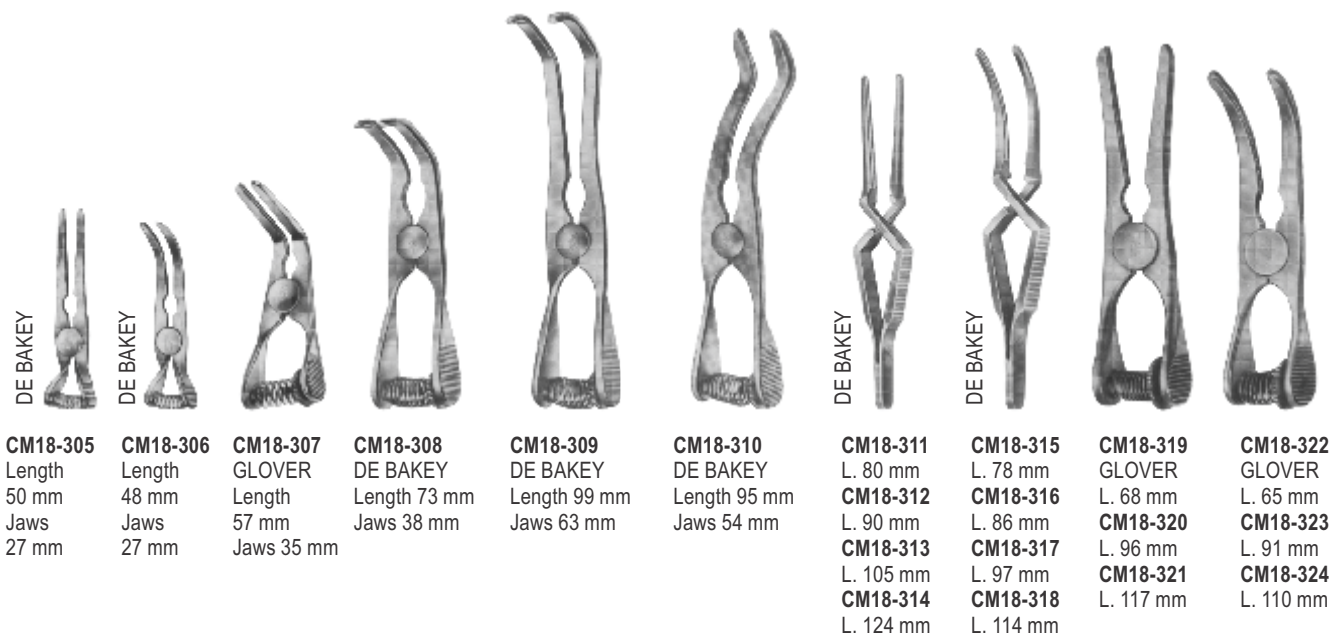 DE BAKEY
CM18-305
Length
50 mm
Jaws
27 mm
DE BAKEY
CM18-306
Length
48 mm
Jaws
27 mm
CM18-307
GLOVER
Length
57 mm
Jaws 35 mm
CM18-308
DE BAKEY
Length 73 mm
Jaws 38 mm
CM18-309
DE BAKEY
Length 99 mm
Jaws 63 mm
CM18-310
DE BAKEY
Length 95 mm
Jaws 54 mm
DE BAKEY
CM18-311
L. 80 mm
CM18-312
L. 90 mm
CM18-313
L. 105 mm
CM18-314
L. 124 mm
DE BAKEY
CM18-315
L. 78 mm
CM18-316
L. 86 mm
CM18-317
L. 97 mm
CM18-318
L. 114 mm
CM18-319
GLOVER
L. 68 mm
CM18-320
L. 96 mm
CM18-321
L. 117 mm
CM18-322
GLOVER
L. 65 mm
CM18-323
L. 91 mm
CM18-324
L. 110 mm